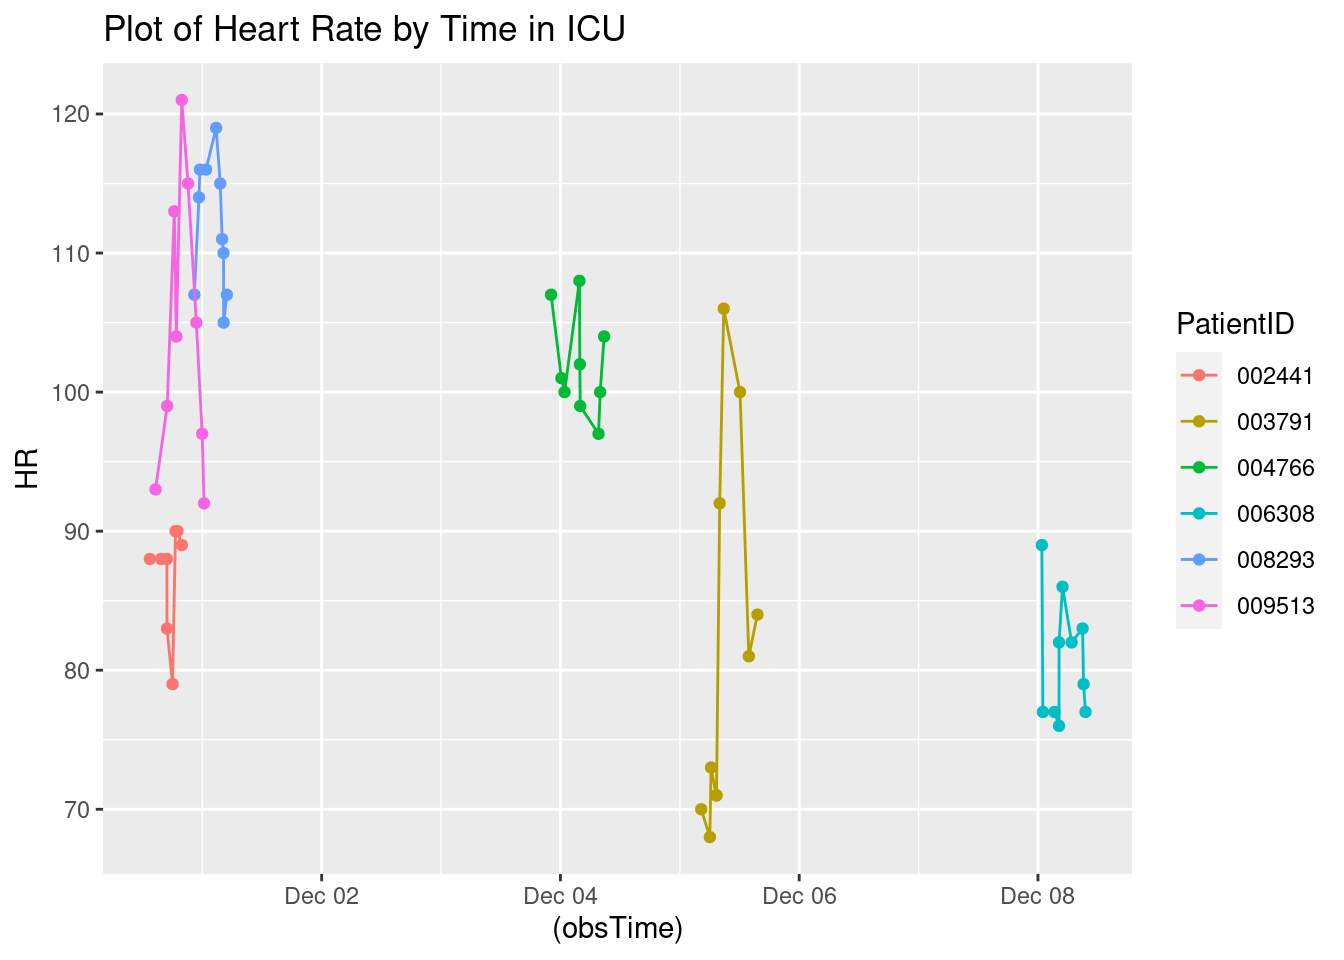 Plot of Heart Rate by Time in ICU
HR
120
110
100
90
80
70
Dec 02
Dec 04
Dec 06
Dec 08
(obsTime)
PatientID
002441
003791
004766
006308
008293
009513